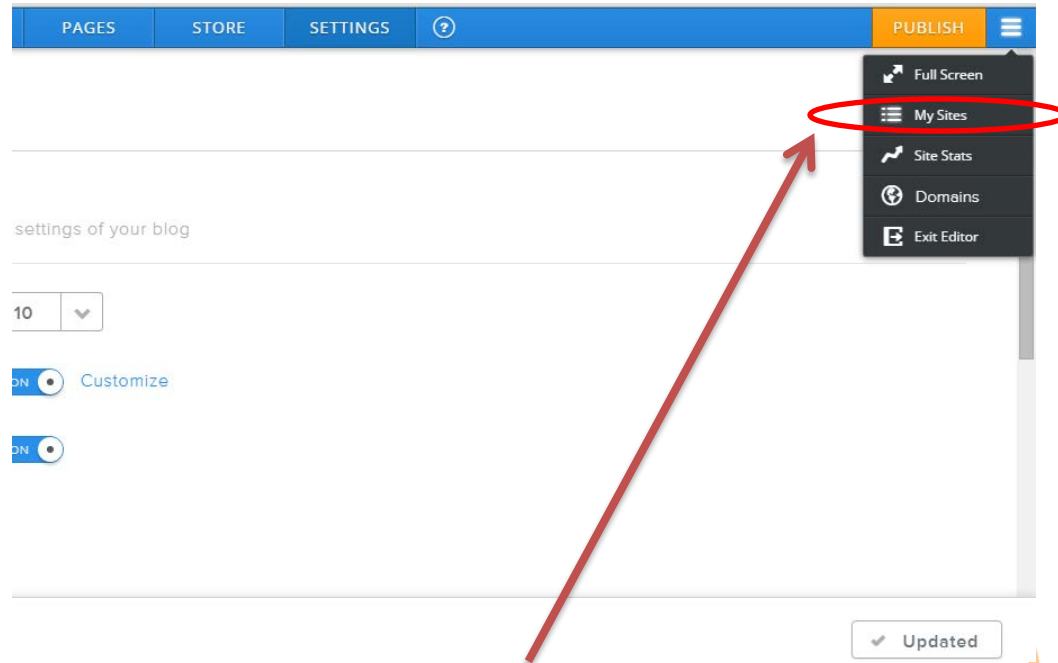 PAGES STORE SETTINGS ? PUBLISH
Full Screen
My Sites
Site Stats
Domains
Exit Editor
settings of your blog
10
ON Customize
ON
Updated